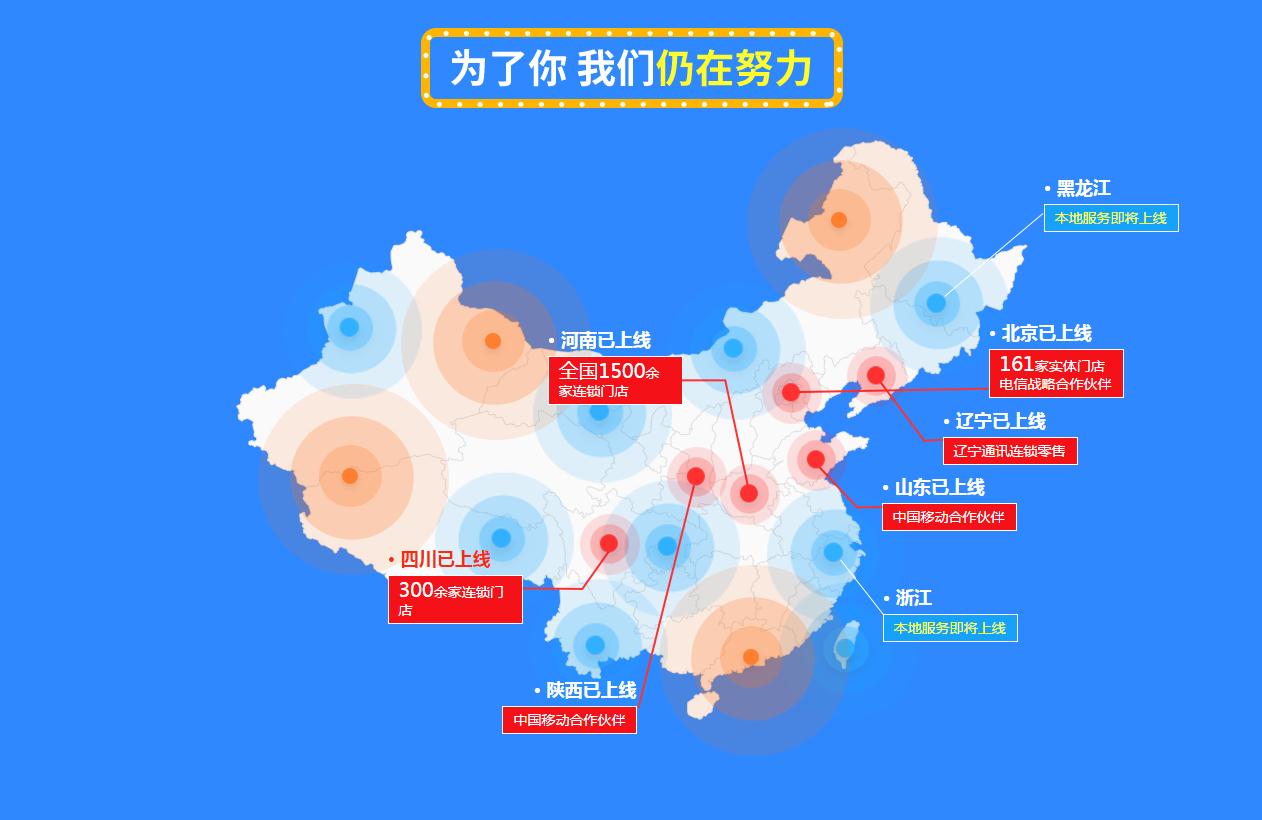 为了你 我们仍在努力
• 黑龙江
本地服务即将上线
• 河南已上线
全国1500余
家连锁门店
• 北京已上线
161家实体门店
电信战略合作伙伴
• 辽宁已上线
辽宁通讯连锁零售
• 山东已上线
中国移动合作伙伴
• 四川已上线
300余家连锁门
店
• 浙江
本地服务即将上线
• 陕西已上线
中国移动合作伙伴